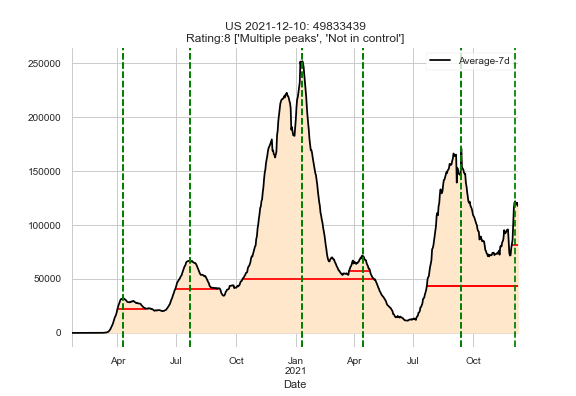 US 2021-12-10: 49833439
Rating:8 ['Multiple peaks', 'Not in control']
Average-7d
250000
200000
150000
100000
50000
0
Apr Jul Oct Jan Apr Jul Oct
2021
Date